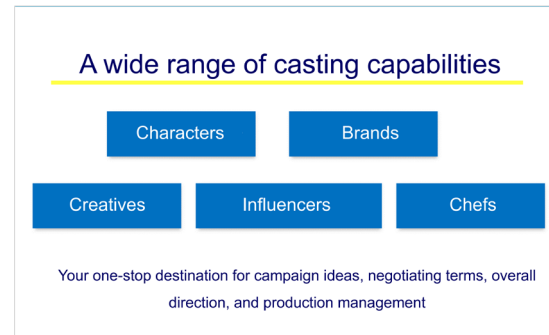 A wide range of casting capabilities
Characters
Brands
Creatives
Influencers
Chefs
Your one-stop destination for campaign ideas, negotiating terms, overall
direction, and production management